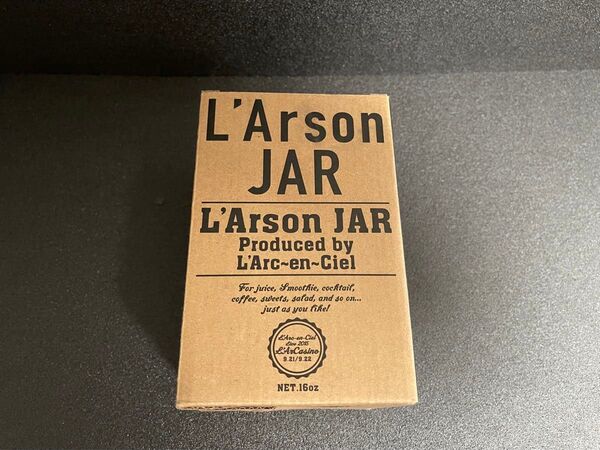 L'Arson
JAR
L'Arson JAR
Produced by
L'Arc~en~Ciel
For juice, Smoothie, cocktail,
coffee, sweets, salad, and so on...
just as you like!
L'Arc~en~Ciel
Live 2015
L'ArCasino
9.21/9.22
NET.16oz